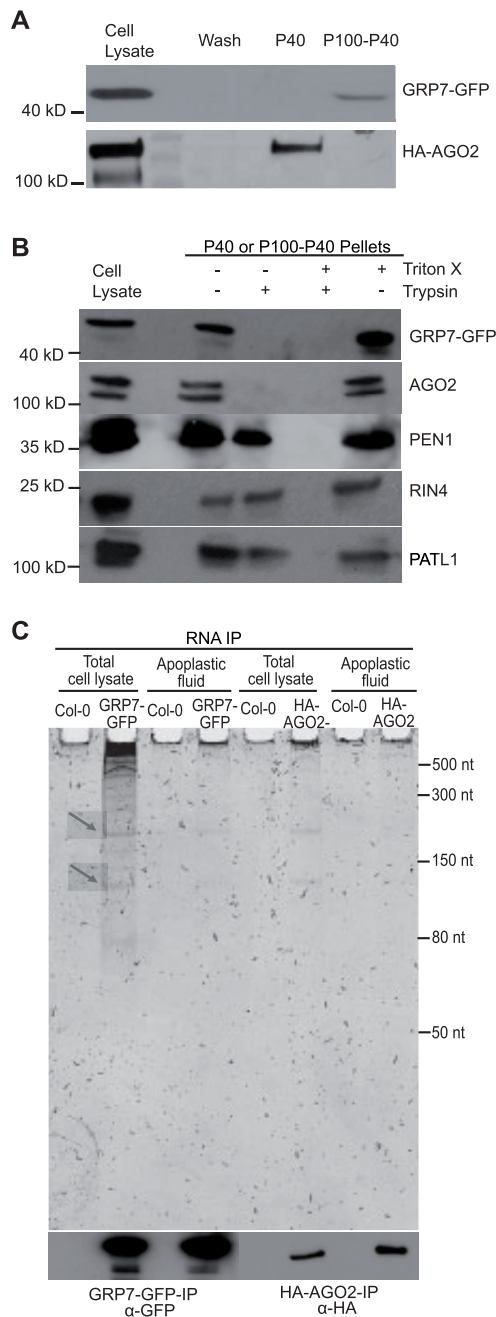 A
Cell
Lysate
Wash
P40
P100-P40
GRP7-GFP
40 kD
HA-AGO2
100 kD
B
P40 or P100-P40 Pellets
Cell
Lysate
- - + + Triton X
- + + - Trypsin
GRP7-GFP
40 kD
AGO2
100 kD
PEN1
35 kD
25 kD
RIN4
PATL1
100 kD
C
RNA IP
Total
cell lysate
Apoplastic
fluid
Total
cell lysate
Apoplastic
fluid
Col-0
GRP7-
GFP
Col-0
GRP7-
GFP
Col-0
HA-
AGO2-
Col-0
HA-
AGO2
500 nt
300 nt
150 nt
80 nt
50 nt
GRP7-GFP-IP
α-GFP
HA-AGO2-IP
α-HA